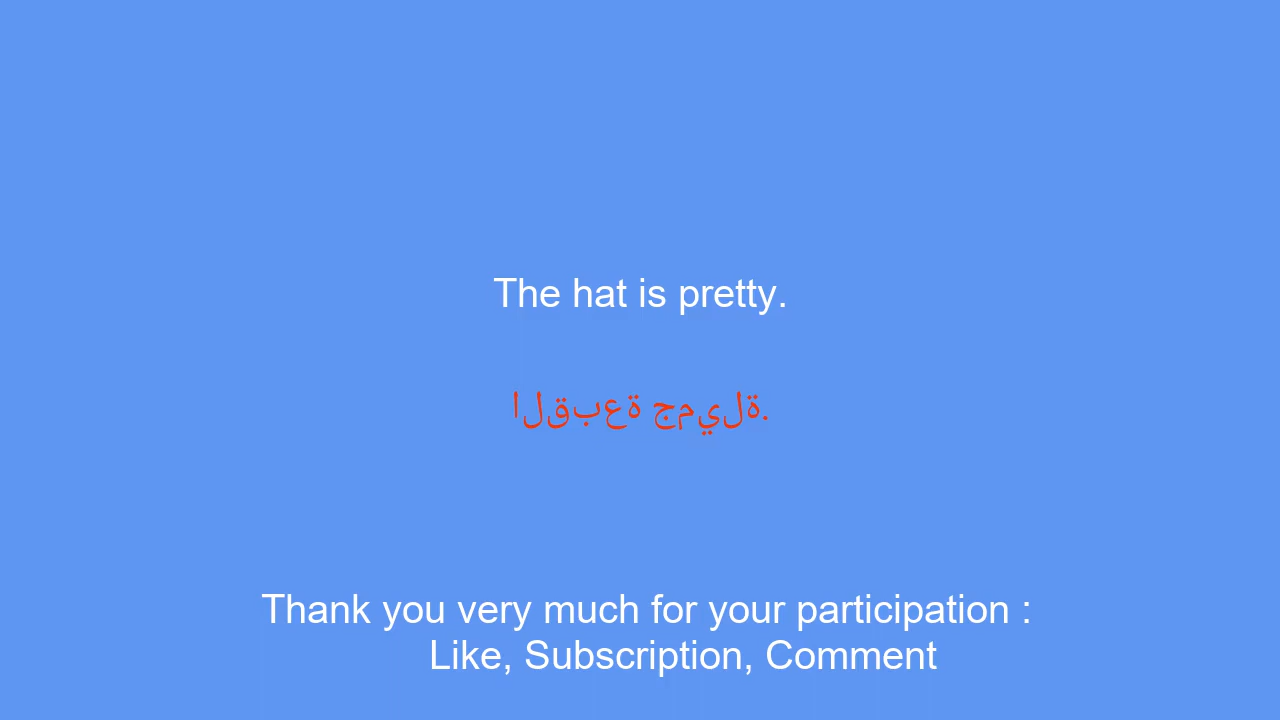 The hat is pretty.
القبعة جميلة.
Thank you very much for your participation :
Like, Subscription, Comment